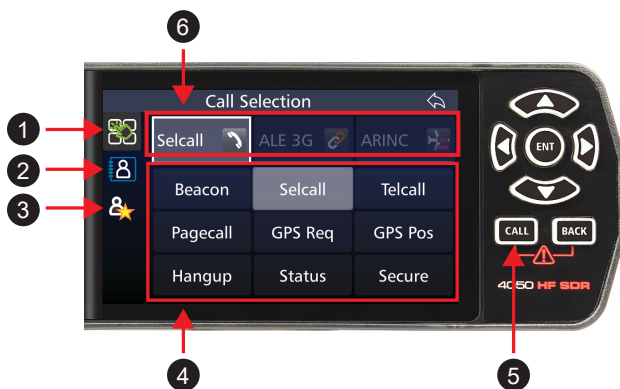 6
Call Selection
1
Selcall ALE 3G ARINC
ENT
2
Beacon Selcall Telcall
3
Pagecall GPS Req GPS Pos
CALL BACK
Hangup Status Secure
4050 HF SDR
4
5